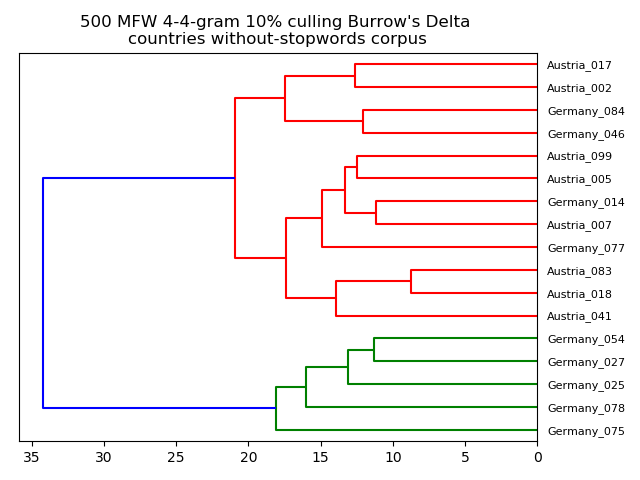 500 MFW 4-4-gram 10% culling Burrow's Delta
countries without-stopwords corpus
Austria_017
Austria_002
Germany_084
Germany_046
Austria_099
Austria_005
Germany_014
Austria_007
Germany_077
Austria_083
Austria_018
Austria_041
Germany_054
Germany_027
Germany_025
Germany_078
Germany_075
35 30 25 20 15 10 5 0